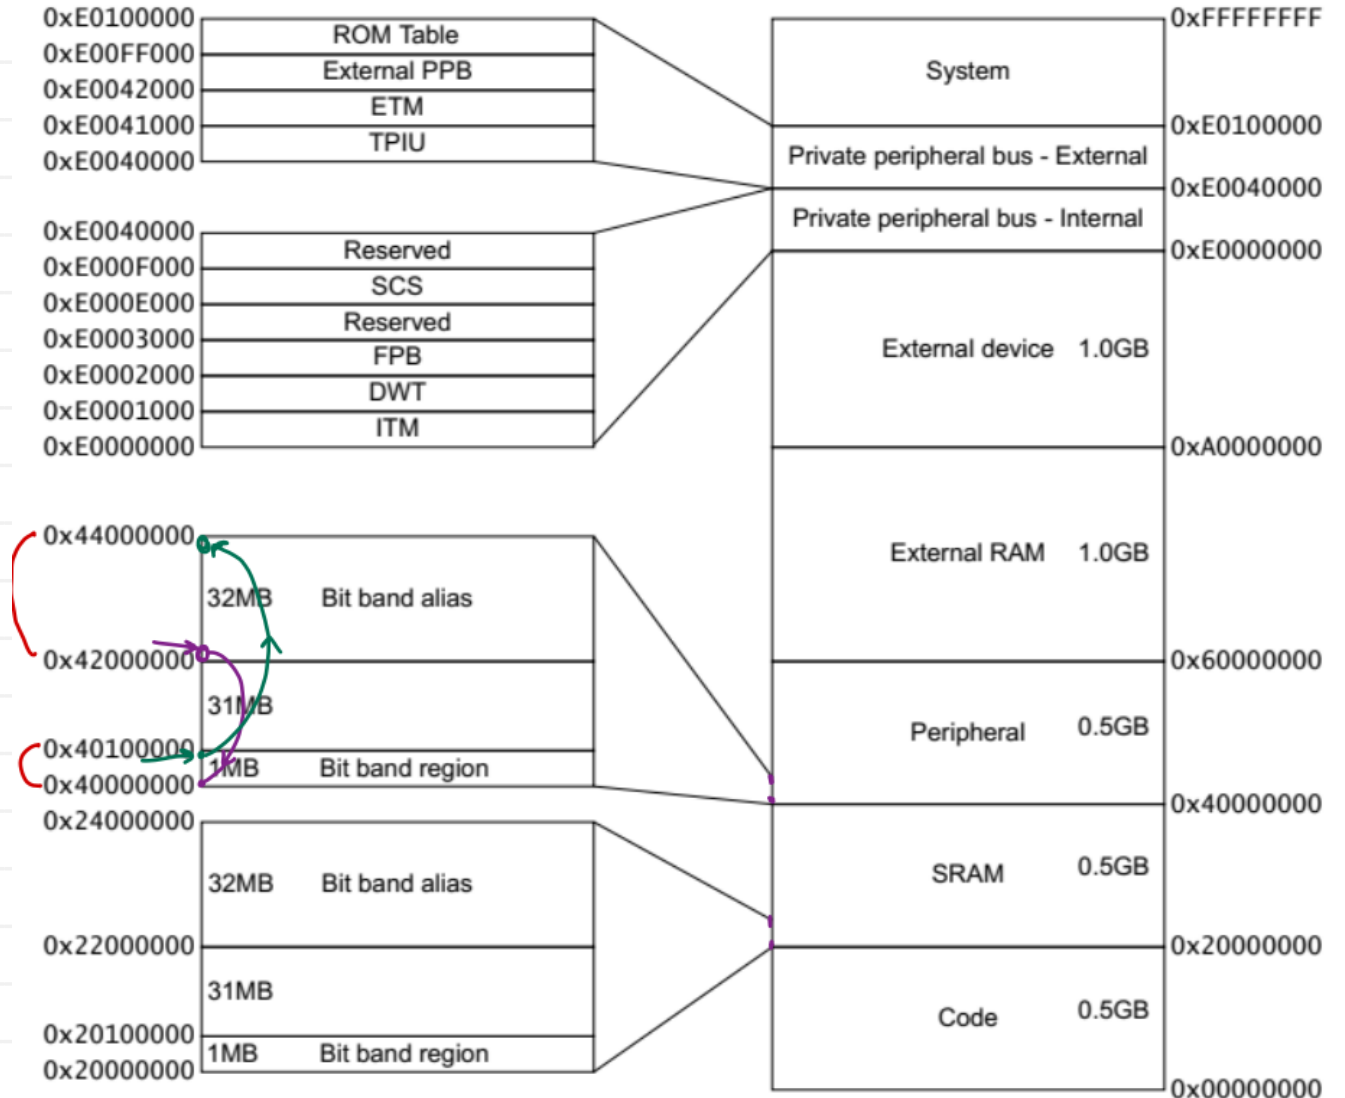 0xE0100000
ROM Table
0xE00FF000
External PPB
0xE0042000
ETM
0xE0041000
TPIU
0xE0040000
0xE0040000
Reserved
0xE000F000
SCS
0xE000E000
Reserved
0xE0003000
FPB
0xE0002000
DWT
0xE0001000
ITM
0xE0000000
0x44000000
32MB Bit band alias
0x42000000
31MB
0x40100000
1MB Bit band region
0x40000000
0x24000000
32MB Bit band alias
0x22000000
31MB
0x20100000
1MB Bit band region
0x20000000
0xFFFFFFFF
System
0xE0100000
Private peripheral bus - External
0xE0040000
Private peripheral bus - Internal
0xE0000000
External device 1.0GB
0xA0000000
External RAM 1.0GB
0x60000000
Peripheral 0.5GB
0x40000000
SRAM 0.5GB
0x20000000
Code 0.5GB
0x00000000